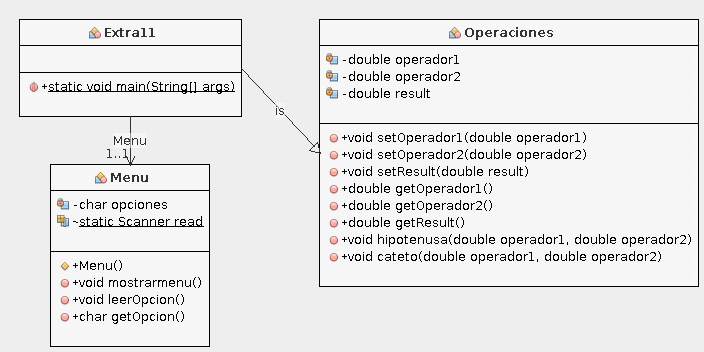 Extra11
+static void main(String[] args)
is
Menu
1..1
Menu
-char opciones
~static Scanner read
+Menu()
+void mostrarmenu()
+void leerOpcion()
+char getOpcion()
Operaciones
-double operador1
-double operador2
-double result
+void setOperador1(double operador1)
+void setOperador2(double operador2)
+void setResult(double result)
+double getOperador1()
+double getOperador2()
+double getResult()
+void hipotenusa(double operador1, double operador2)
+void cateto(double operador1, double operador2)